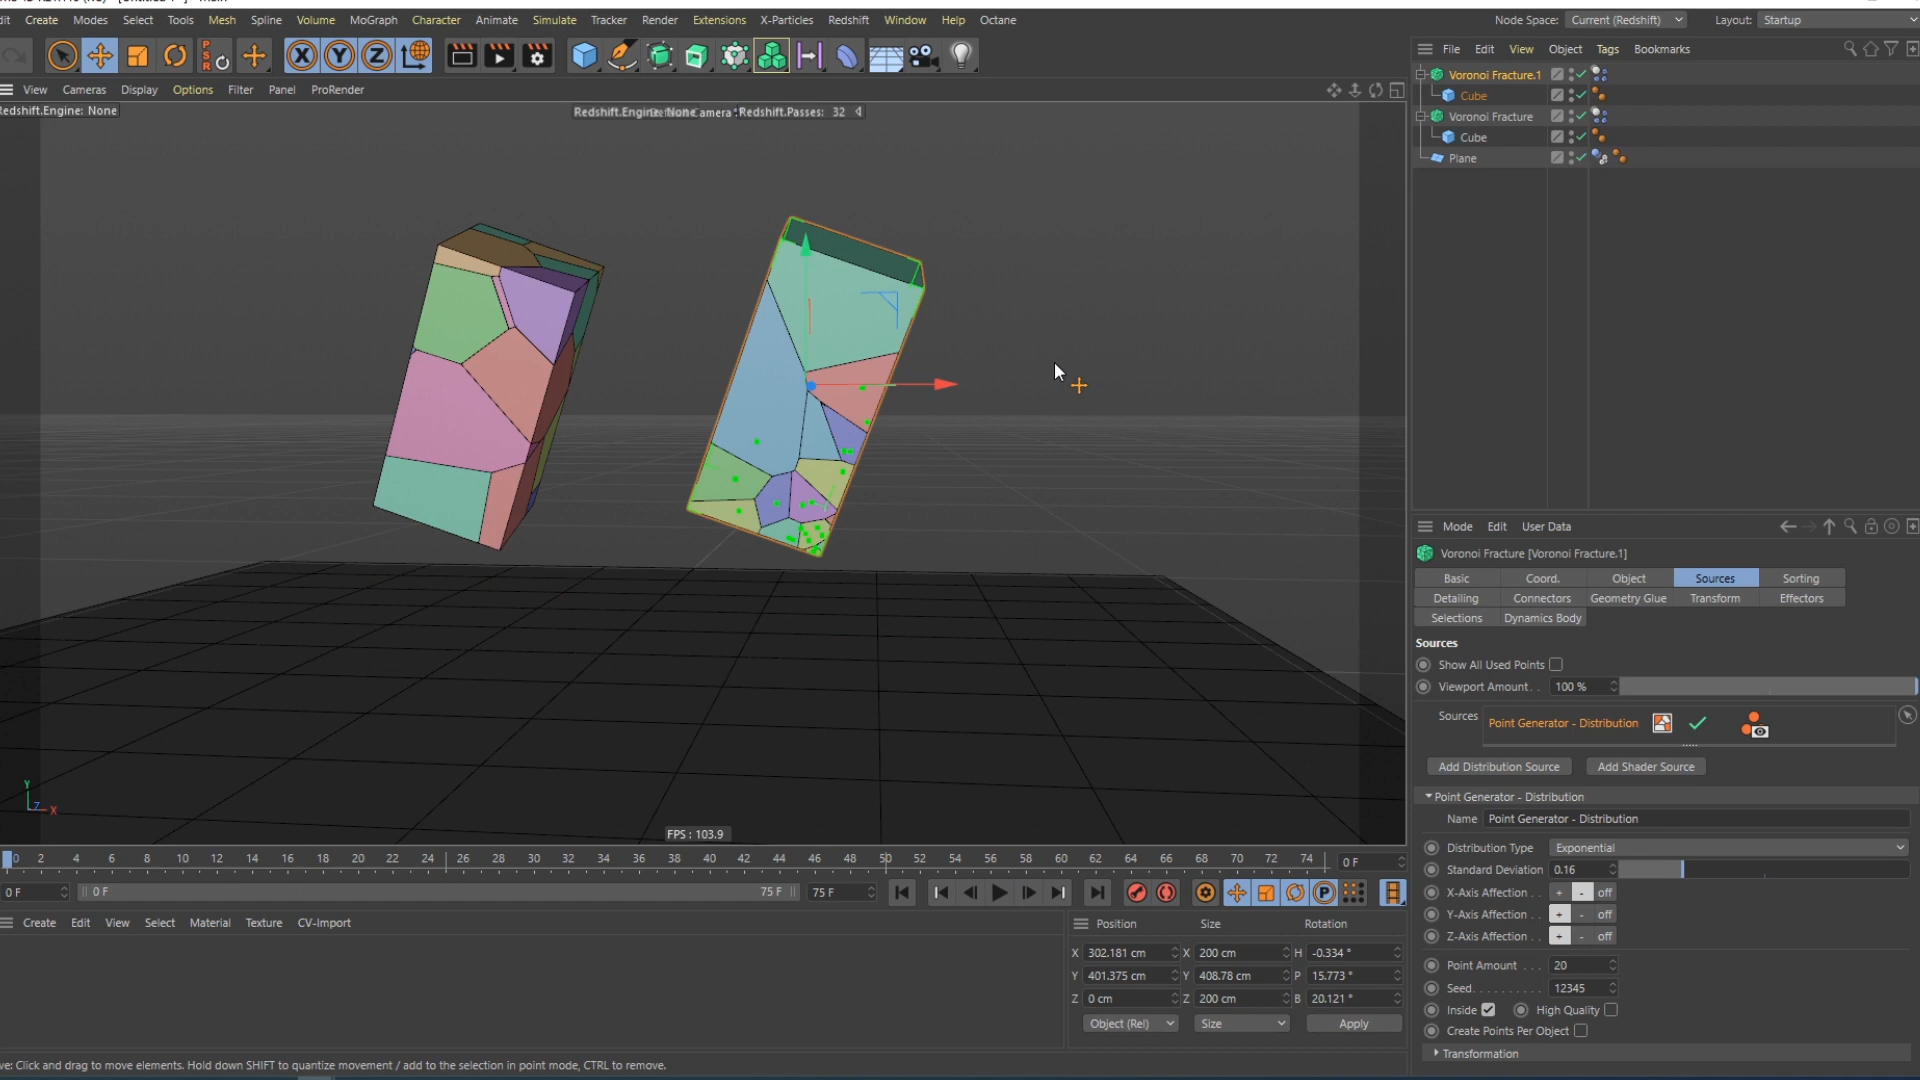 Create Modes Select Tools Mesh Spline Volume MoGraph Character Animate Simulate Tracker Render Extensions X-Particles Redshift Window Help Octane Node Space: Current (Redshift) Layout: Startup
PSR X Y Z
File Edit View Object Tags Bookmarks
View Cameras Display Options Filter Panel ProRender
Redshift.Engine: None
Redshift.Passes: 32
Voronoi Fracture.1
Cube
Voronoi Fracture
Cube
Plane
Mode Edit User Data
Voronoi Fracture [Voronoi Fracture.1]
Basic Coord. Object Sources Sorting
Detailing Connectors Geometry Glue Transform Effectors
Selections Dynamics Body
Sources
Show All Used Points
Viewport Amount. . 100 %
Sources Point Generator - Distribution
Add Distribution Source Add Shader Source
Point Generator - Distribution
Name Point Generator - Distribution
Distribution Type Exponential
Standard Deviation 0.16
X-Axis Affection . . + - off
Y-Axis Affection . . + - off
Z-Axis Affection . . + - off
Point Amount . . . 20
Seed. . . . . . . . . . 12345
Inside High Quality
Create Points Per Object
Transformation
Y
Z X
FPS : 103.9
0 2 4 6 8 10 12 14 16 18 20 22 24 26 28 30 32 34 36 38 40 42 44 46 48 50 52 54 56 58 60 62 64 66 68 70 72 74 0 F
0 F 0 F 75 F 75 F P
Create Edit View Select Material Texture CV-Import
Position Size Rotation
X 302.181 cm X 200 cm H -0.334 °
Y 401.375 cm Y 408.78 cm P 15.773 °
Z 0 cm Z 200 cm B 20.121 °
Object (Rel) Size Apply
Click and drag to move elements. Hold down SHIFT to quantize movement / add to the selection in point mode, CTRL to remove.